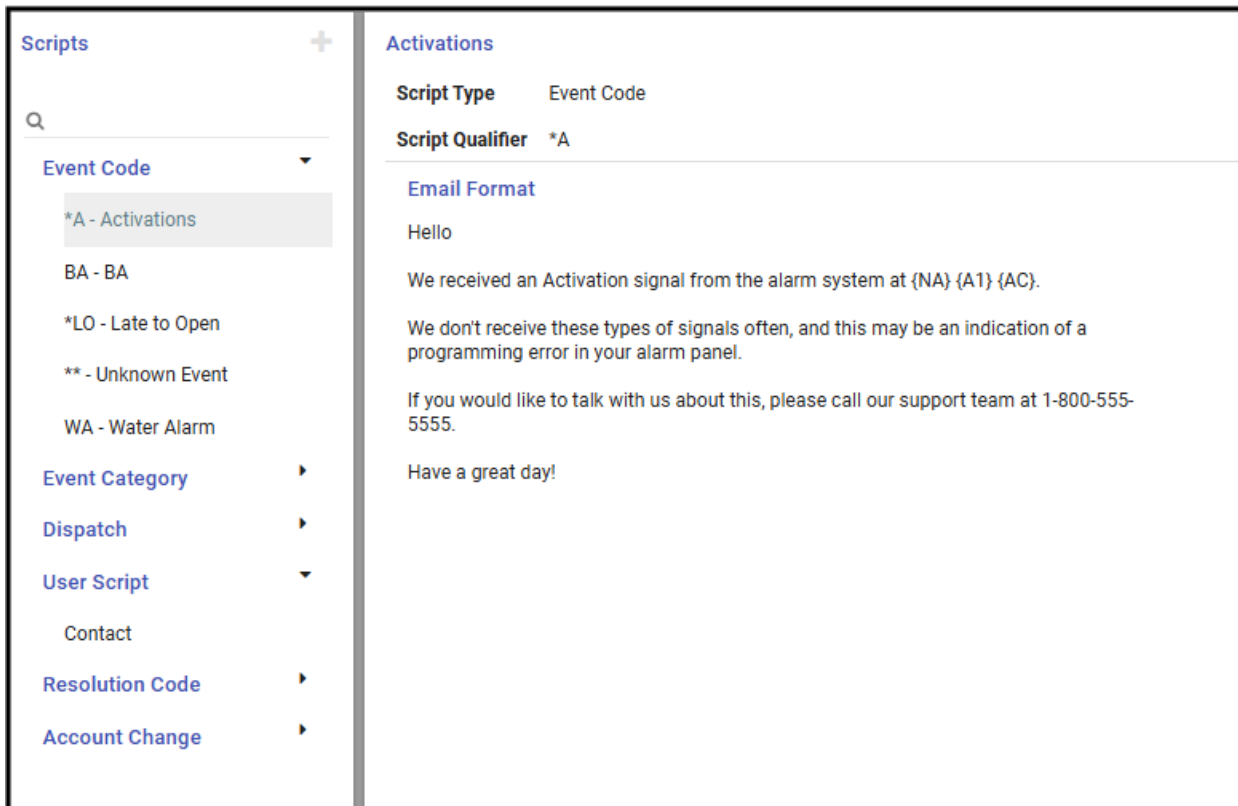 Scripts
Event Code
*A - Activations
BA - BA
*LO - Late to Open
** - Unknown Event
WA - Water Alarm
Event Category
Dispatch
User Script
Contact
Resolution Code
Account Change
Activations
Script Type Event Code
Script Qualifier *A
Email Format
Hello
We received an Activation signal from the alarm system at {NA} {A1} {AC}.
We don't receive these types of signals often, and this may be an indication of a
programming error in your alarm panel.
If you would like to talk with us about this, please call our support team at 1-800-555-
5555.
Have a great day!